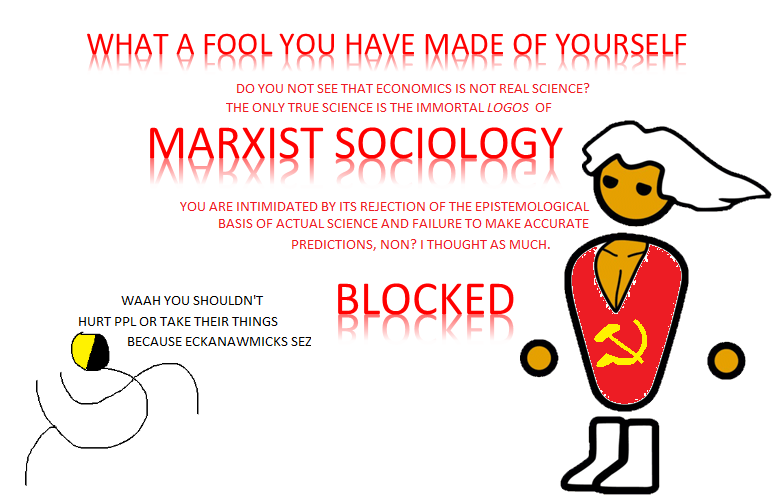 WHAT A FOOL YOU HAVE MADE OF YOURSELF
DO YOU NOT SEE THAT ECONOMICS IS NOT REAL SCIENCE?
THE ONLY TRUE SCIENCE IS THE IMMORTAL LOGOS OF
MARXIST SOCIOLOGY
YOU ARE INTIMIDATED BY ITS REJECTION OF THE EPISTEMOLOGICAL
BASIS OF ACTUAL SCIENCE AND FAILURE TO MAKE ACCURATE
PREDICTIONS, NON? I THOUGHT AS MUCH.
BLOCKED
WAAH YOU SHOULDN'T
HURT PPL OR TAKE THEIR THINGS
BECAUSE ECKANAWMICKS SEZ